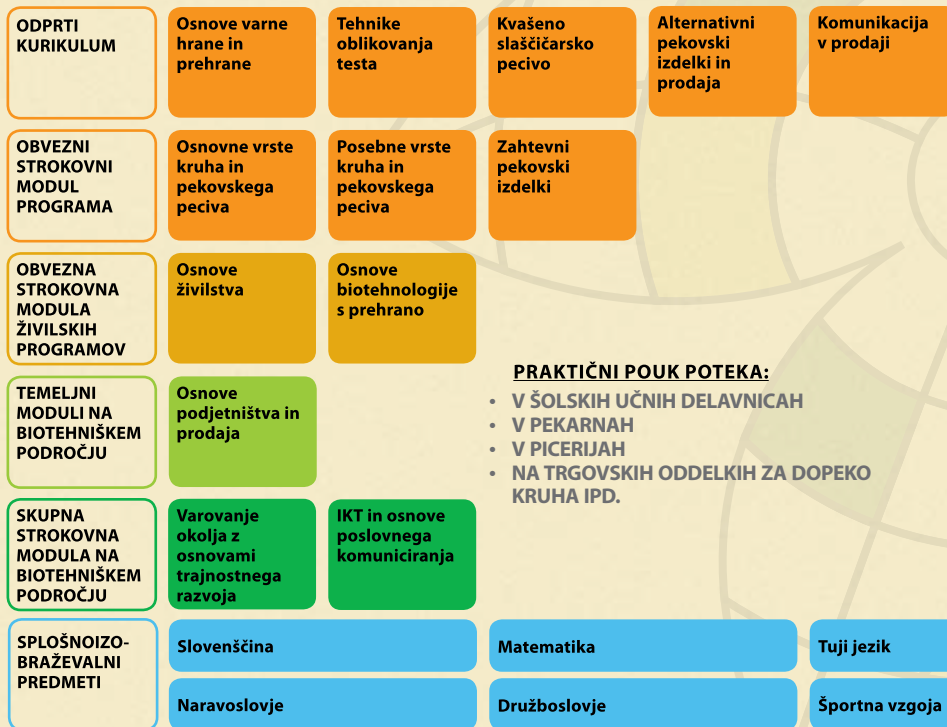 ODPRTI
KURIKULUM
Osnove varne
hrane in
prehrane
Tehnike
oblikovanja
testa
Kvašeno
slaščičarsko
pecivo
Alternativni
pekovski
izdelki in
prodaja
Komunikacija
v prodaji
OBVEZNI
STROKOVNI
MODUL
PROGRAMA
Osnovne vrste
kruha in
pekovskega
peciva
Posebne vrste
kruha in
pekovskega
peciva
Zahtevni
pekovski
izdelki
OBVEZNA
STROKOVNA
MODULA
ŽIVILSKIH
PROGRAMOV
Osnove
živilstva
Osnove
biotehnologije
s prehrano
TEMELJNI
MODULI NA
BIOTEHNIŠKEM
PODROČJU
Osnove
podjetništva in
prodaja
PRAKTIČNI POUK POTEKA:
• V ŠOLSKIH UČNIH DELAVNICAH
• V PEKARNAH
• V PICERIJAH
• NA TRGOVSKIH ODDELKIH ZA DOPEKO
KRUHA IPD.
SKUPNA
STROKOVNA
MODULA NA
BIOTEHNIŠKEM
PODROČJU
Varovanje
okolja z
osnovami
trajnostnega
razvoja
IKT in osnove
poslovnega
komuniciranja
SPLOŠNOIZO-
BRAŽEVALNI
PREDMETI
Slovenščina
Matematika
Tuji jezik
Naravoslovje
Družboslovje
Športna vzgoja